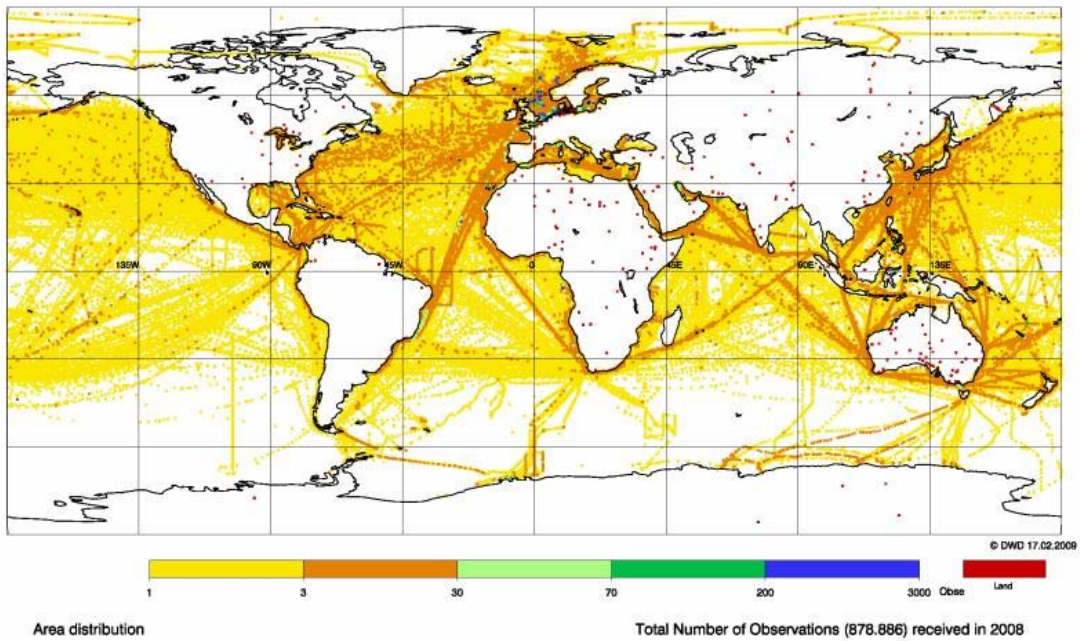 135W 90W 45W 0 45E 90E 135E
© DWD 17.02.2009
1 3 30 70 200 3000 Obse Land
Area distribution Total Number of Observations (878.886) received in 2008